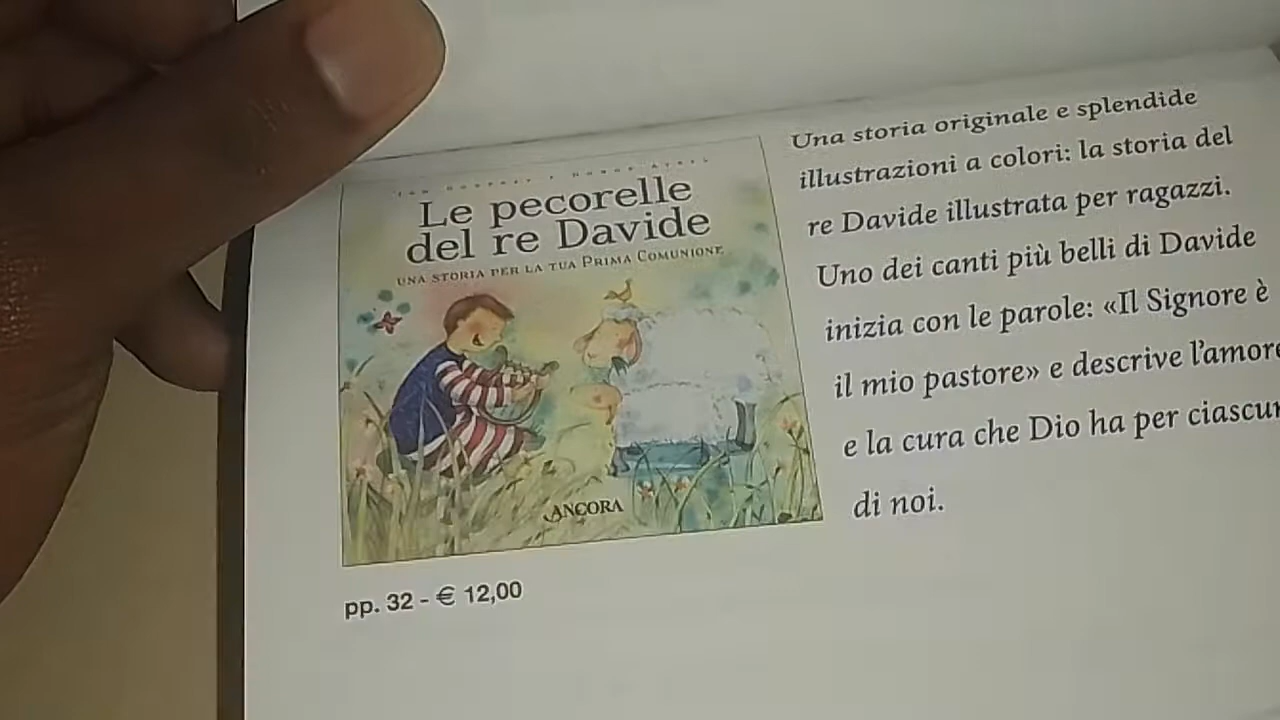 Le pecorelle
del re Davide
UNA STORIA PER LA TUA PRIMA COMUNIONE
ANCORA
pp. 32 - € 12,00
Una storia originale e splendide
illustrazioni a colori: la storia del
re Davide illustrata per ragazzi.
Uno dei canti più belli di Davide
inizia con le parole: «Il Signore è
il mio pastore» e descrive l'amore
e la cura che Dio ha per ciascun
di noi.